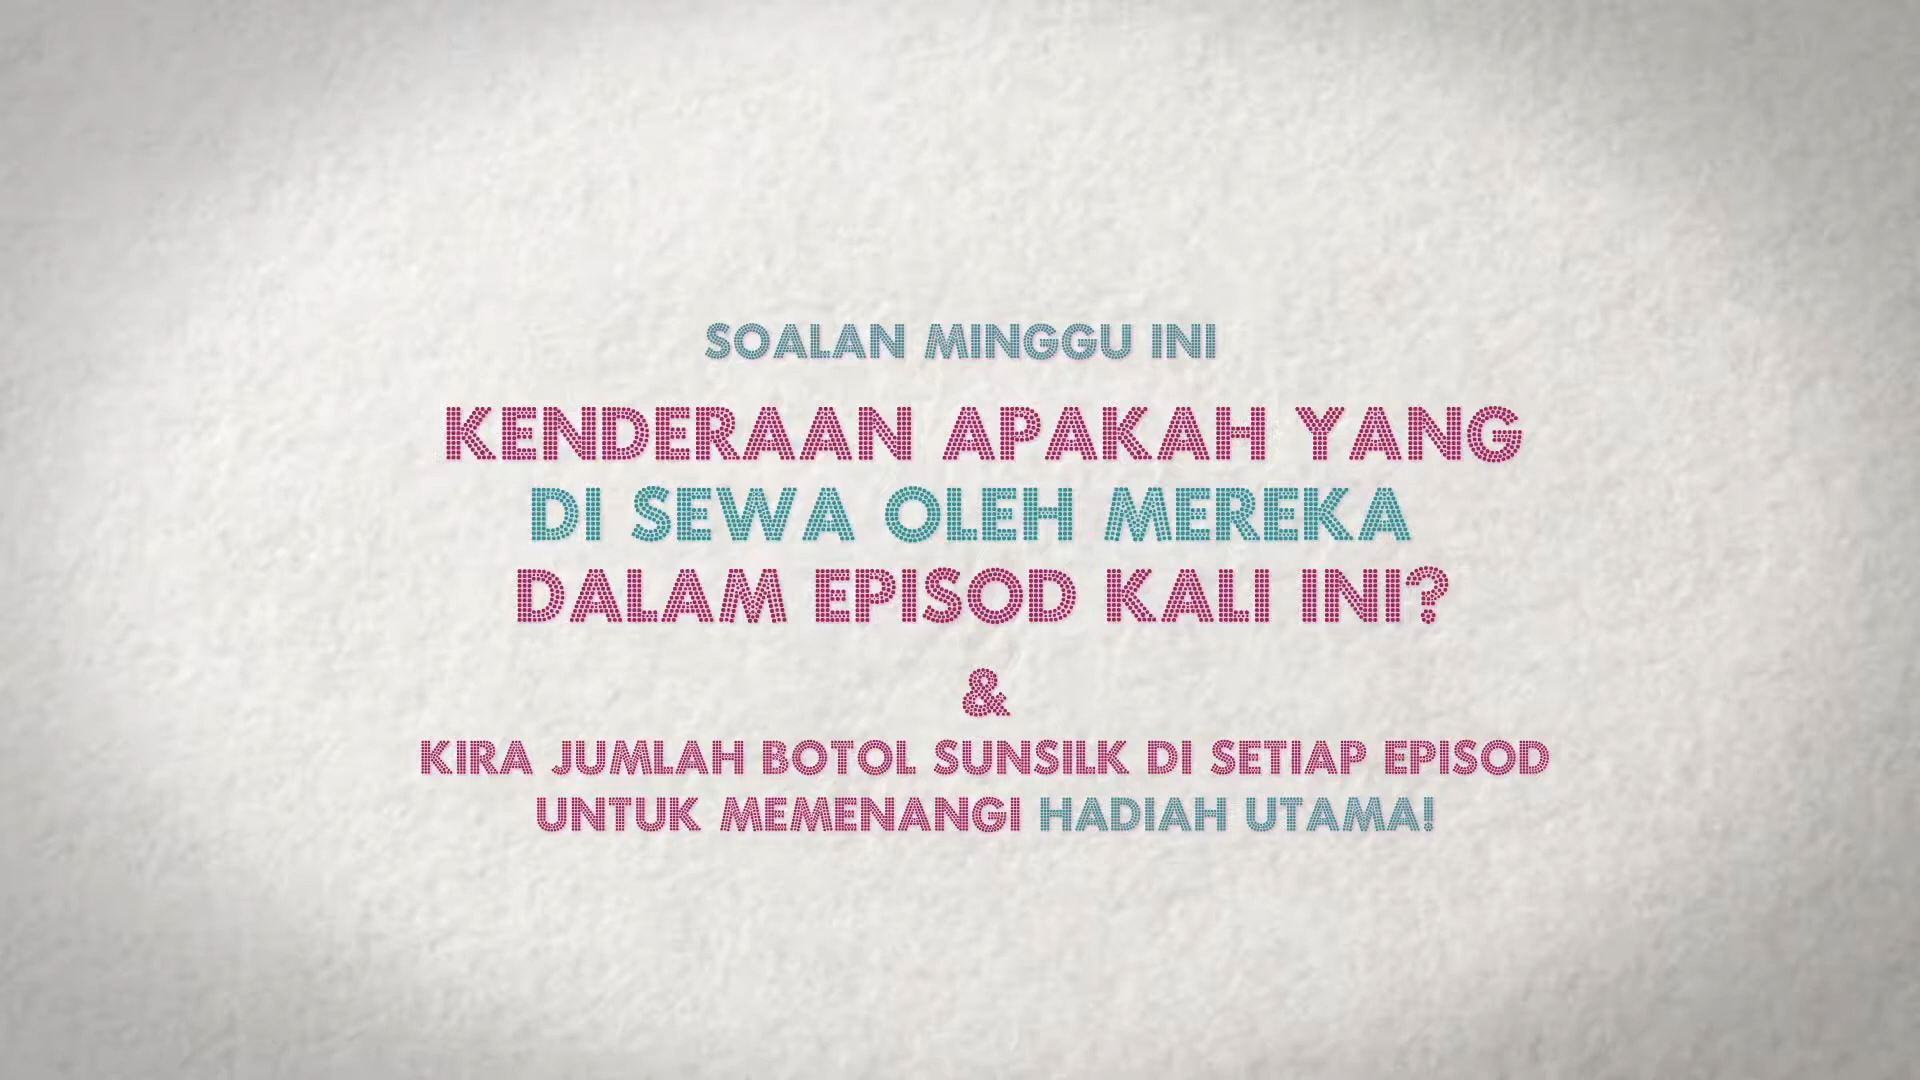 SOALAN MINGGU INI
KENDERAAN APAKAH YANG
DI SEWA OLEH MEREKA
DALAM EPISOD KALI INI?
&
KIRA JUMLAH BOTOL SUNSILK DI SETIAP EPISOD
UNTUK MEMENANGI HADIAH UTAMA!